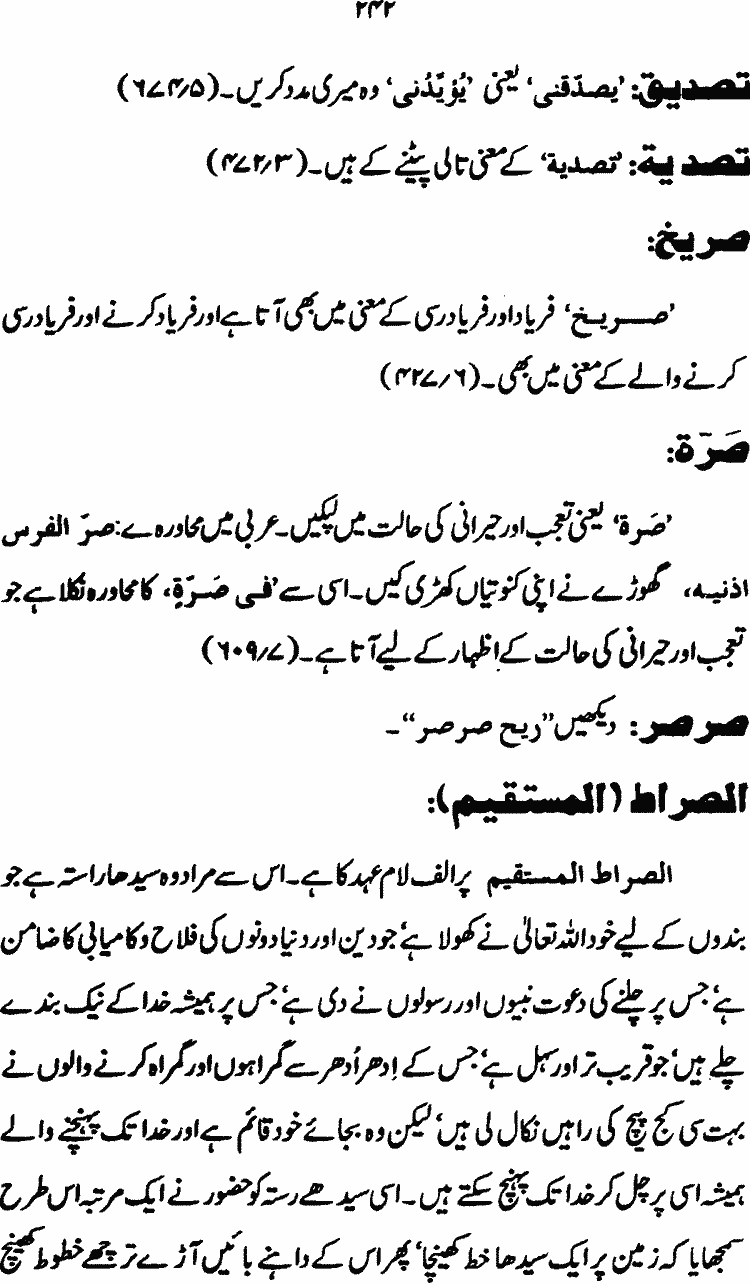 ۲۴۲
تصدیق: ’یصدّقنی‘ یعنی ’یُؤیِّدُنی‘ وہ میری مدد کریں۔ (۶۷۴/۵)
تصدیة: ’تصدیة‘ کے معنی تالی پیٹنے کے ہیں۔ (۴۷۲/۳)
صریخ:
’صریخ‘ فریاد اور فریاد رسی کے معنی میں بھی آتا ہے اور فریاد کرنے اور فریاد رسی
کرنے والے کے معنی میں بھی۔ (۴۲۷/۶)
صَرّة:
’صَرة‘ یعنی تعجب اور حیرانی کی حالت میں لپکیں۔ عربی میں محاورہ ہے: صرّ الفرس
اذنیہ، گھوڑے نے اپنی کنوتیاں کھڑی کیں۔ اسی سے ’فی صَرّةٍ‘ کا محاورہ نکلا ہے جو
تعجب اور حیرانی کی حالت کے اظہار کے لیے آتا ہے۔ (۶۰۹/۷)
صرصر: دیکھیں ”ریح صرصر“۔
الصراط (المستقیم):
الصراط المستقیم پر الف لام عہد کا ہے۔ اس سے مراد وہ سیدھا راستہ ہے جو
بندوں کے لیے خود اللہ تعالیٰ نے کھولا ہے، جو دین اور دنیا دونوں کی فلاح و کامیابی کا ضامن
ہے، جس پر چلنے کی دعوت نبیوں اور رسولوں نے دی ہے، جس پر ہمیشہ خدا کے نیک بندے
چلے ہیں، جو قریب تر اور سہل ہے، جس کے اِدھر اُدھر سے گمراہوں اور گمراہ کرنے والوں نے
بہت سی کج پیچ کی راہیں نکال لی ہیں، لیکن وہ بجائے خود قائم ہے اور خدا تک پہنچنے والے
ہمیشہ اسی پر چل کر خدا تک پہنچ سکتے ہیں۔ اسی سیدھے رستہ کو حضور نے ایک مرتبہ اس طرح
سمجھایا کہ زمین پر ایک سیدھا خط کھینچا، پھر اس کے داہنے بائیں آڑے ترچھے خطوط کھینچ